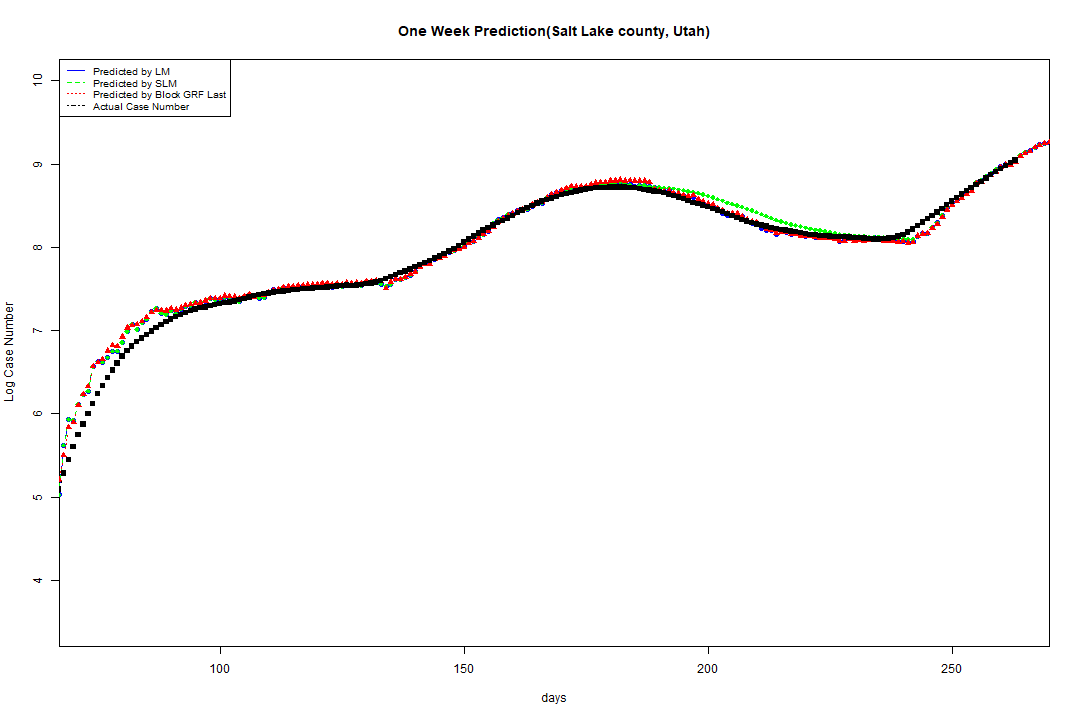 One Week Prediction(Salt Lake county, Utah)
Predicted by LM
Predicted by SLM
Predicted by Block GRF Last
Actual Case Number
10
9
8
7
6
5
4
Log Case Number
100 150 200 250
days